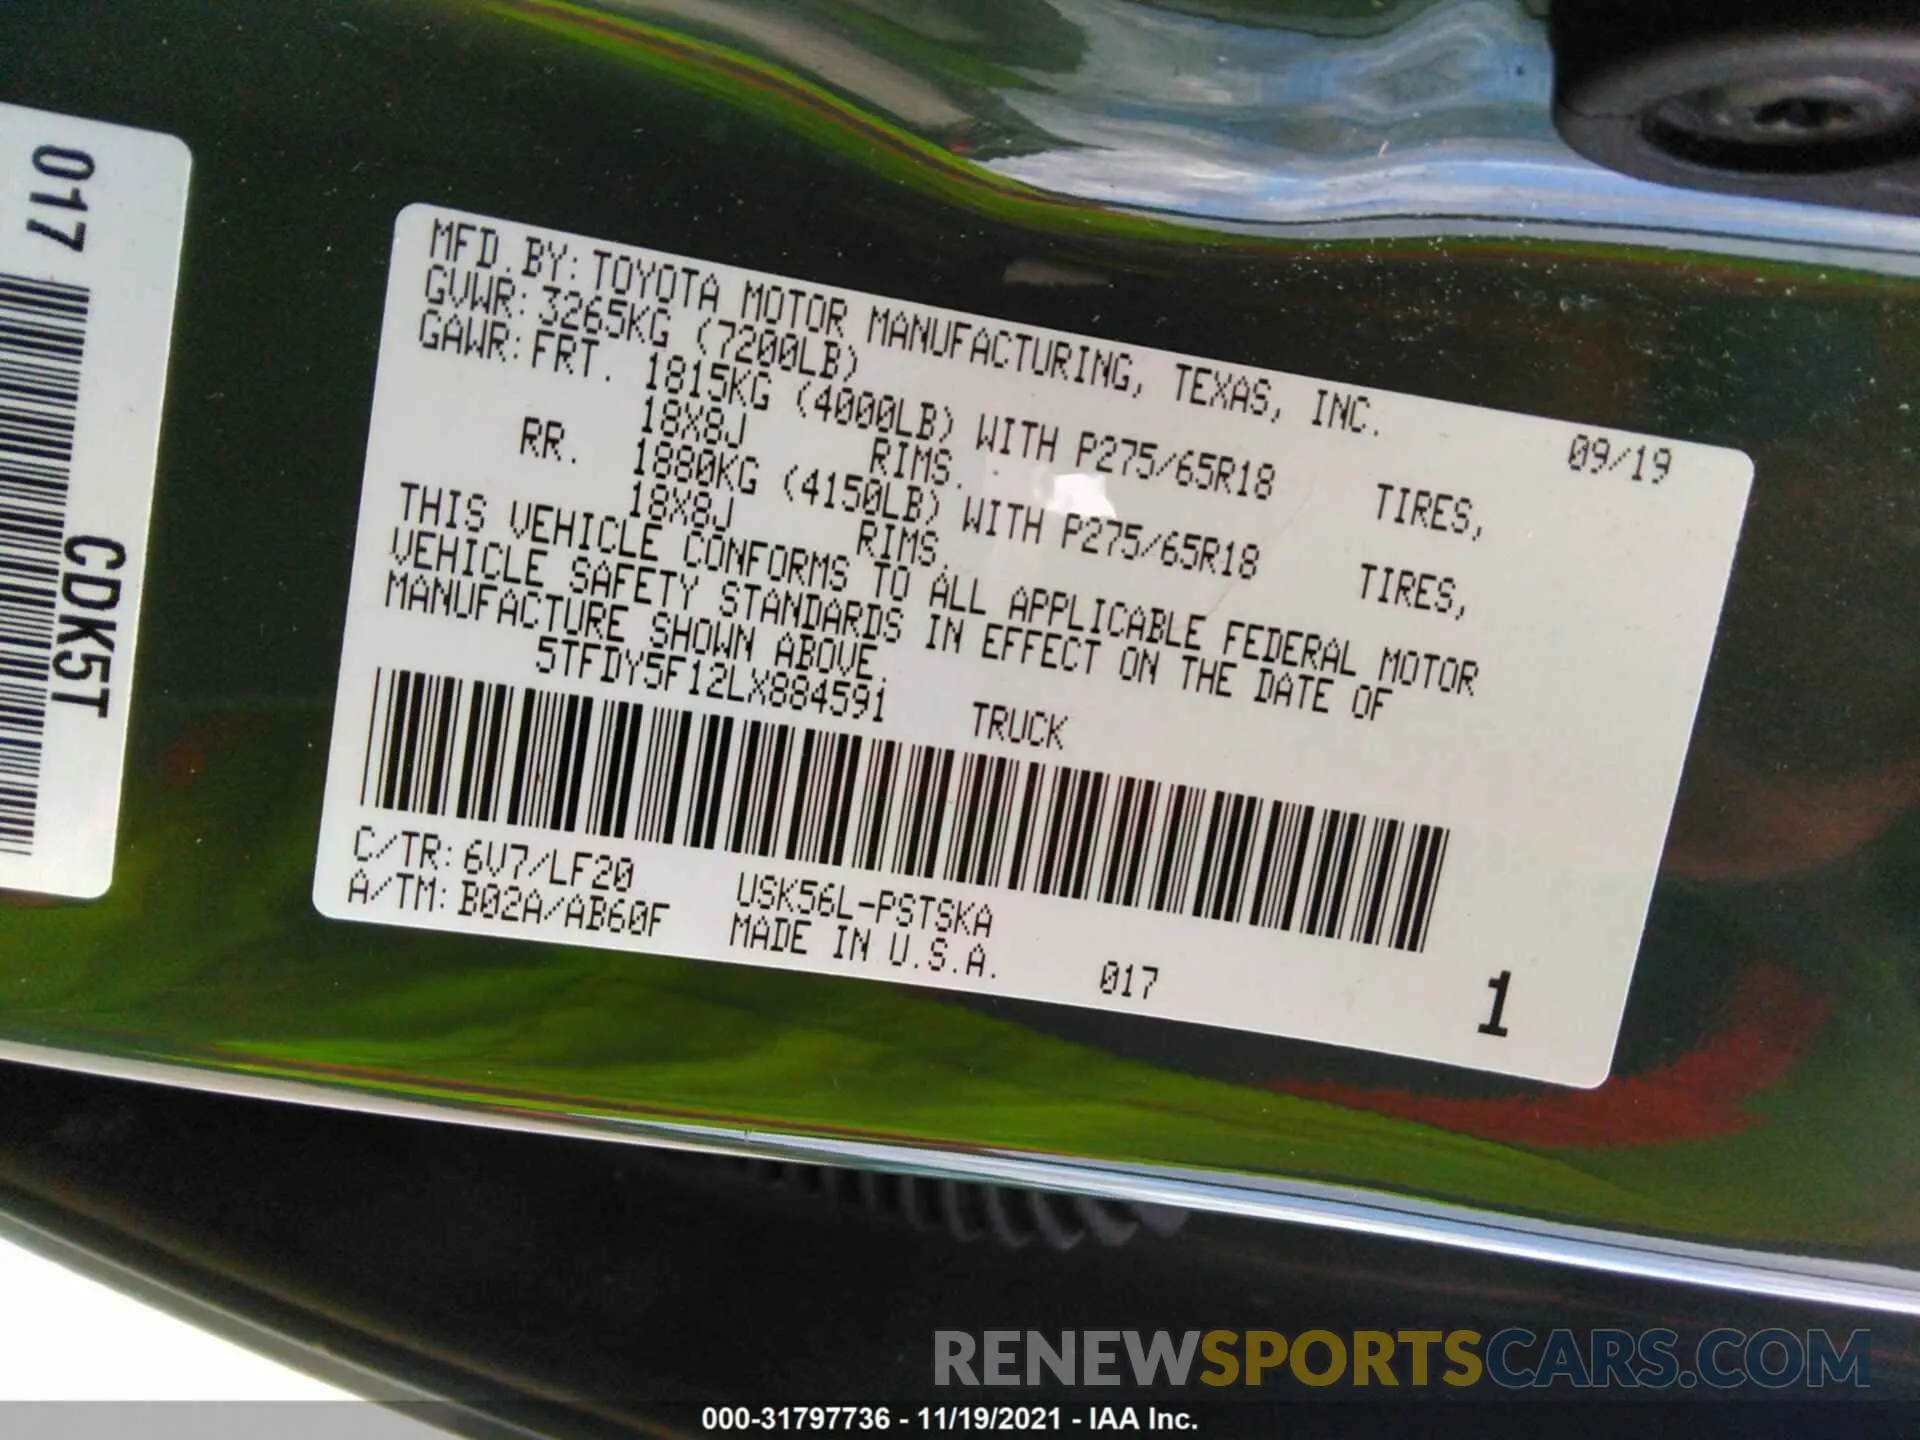 017
CDK5T
MFD. BY: TOYOTA MOTOR MANUFACTURING, TEXAS, INC. 09/19
GVWR: 3265KG (7200LB)
GAWR: FRT. 1815KG (4000LB) WITH P275/65R18 TIRES,
18X8J RIMS.
RR. 1880KG (4150LB) WITH P275/65R18 TIRES,
18X8J RIMS.
THIS VEHICLE CONFORMS TO ALL APPLICABLE FEDERAL MOTOR
VEHICLE SAFETY STANDARDS IN EFFECT ON THE DATE OF
MANUFACTURE SHOWN ABOVE.
5TFDY5F12LX884591 TRUCK
C/TR: 6V7/LF20 USK56L-PSTSKA
A/TM: B02A/AB60F MADE IN U.S.A. 017 1
RENEWSPORTSCARS.COM
000-31797736 - 11/19/2021 - IAA Inc.